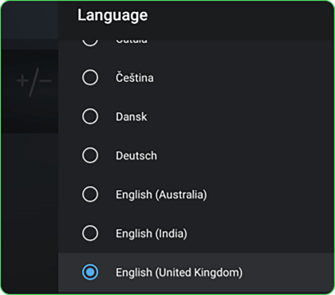 Language
Čeština
Dansk
Deutsch
English (Australia)
English (India)
English (United Kingdom)
+/−